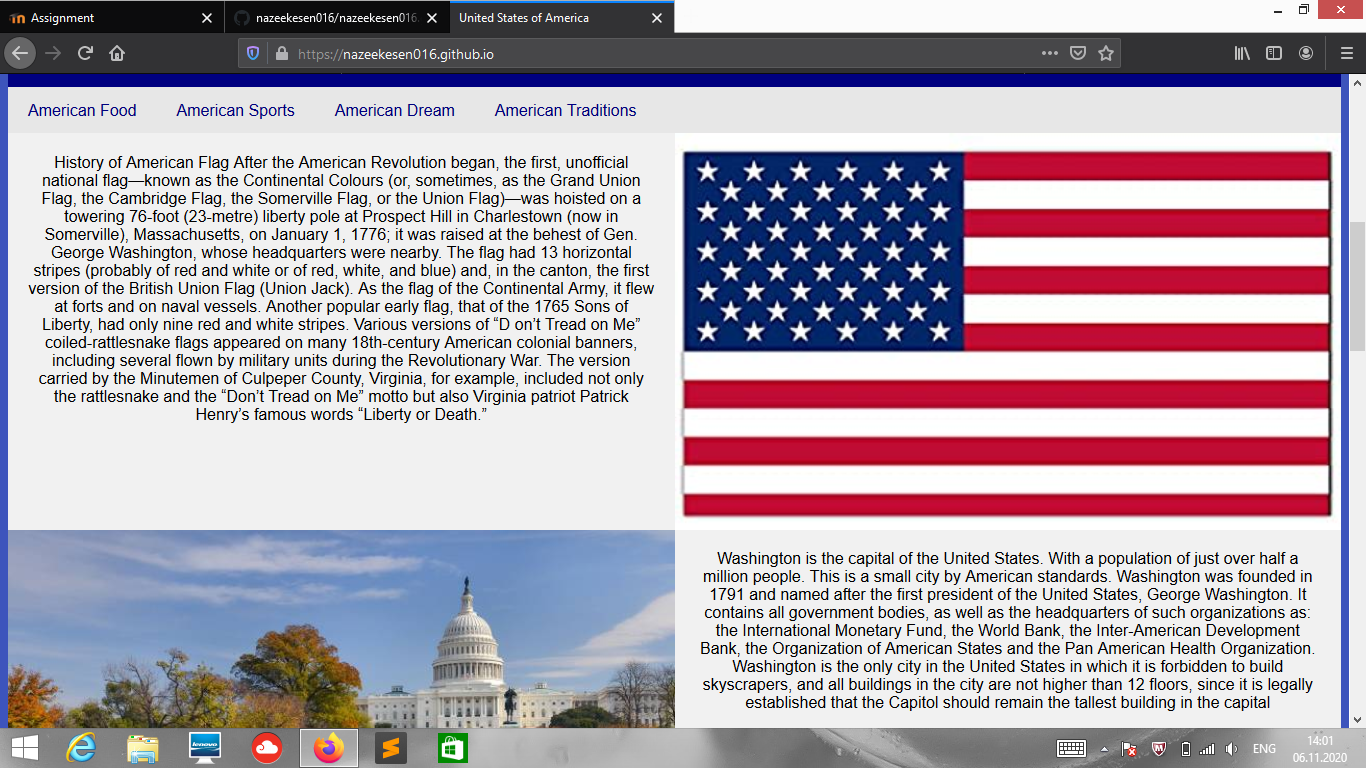 Assignment
nazeekesen016/nazeekesen016.
United States of America
https://nazeekesen016.github.io
American Food American Sports American Dream American Traditions
History of American Flag After the American Revolution began, the first, unofficial
national flag—known as the Continental Colours (or, sometimes, as the Grand Union
Flag, the Cambridge Flag, the Somerville Flag, or the Union Flag)—was hoisted on a
towering 76-foot (23-metre) liberty pole at Prospect Hill in Charlestown (now in
Somerville), Massachusetts, on January 1, 1776; it was raised at the behest of Gen.
George Washington, whose headquarters were nearby. The flag had 13 horizontal
stripes (probably of red and white or of red, white, and blue) and, in the canton, the first
version of the British Union Flag (Union Jack). As the flag of the Continental Army, it flew
at forts and on naval vessels. Another popular early flag, that of the 1765 Sons of
Liberty, had only nine red and white stripes. Various versions of “D on’t Tread on Me”
coiled-rattlesnake flags appeared on many 18th-century American colonial banners,
including several flown by military units during the Revolutionary War. The version
carried by the Minutemen of Culpeper County, Virginia, for example, included not only
the rattlesnake and the “Don’t Tread on Me” motto but also Virginia patriot Patrick
Henry’s famous words “Liberty or Death.”
Washington is the capital of the United States. With a population of just over half a
million people. This is a small city by American standards. Washington was founded in
1791 and named after the first president of the United States, George Washington. It
contains all government bodies, as well as the headquarters of such organizations as:
the International Monetary Fund, the World Bank, the Inter-American Development
Bank, the Organization of American States and the Pan American Health Organization.
Washington is the only city in the United States in which it is forbidden to build
skyscrapers, and all buildings in the city are not higher than 12 floors, since it is legally
established that the Capitol should remain the tallest building in the capital
lenovo
ENG
14:01
06.11.2020